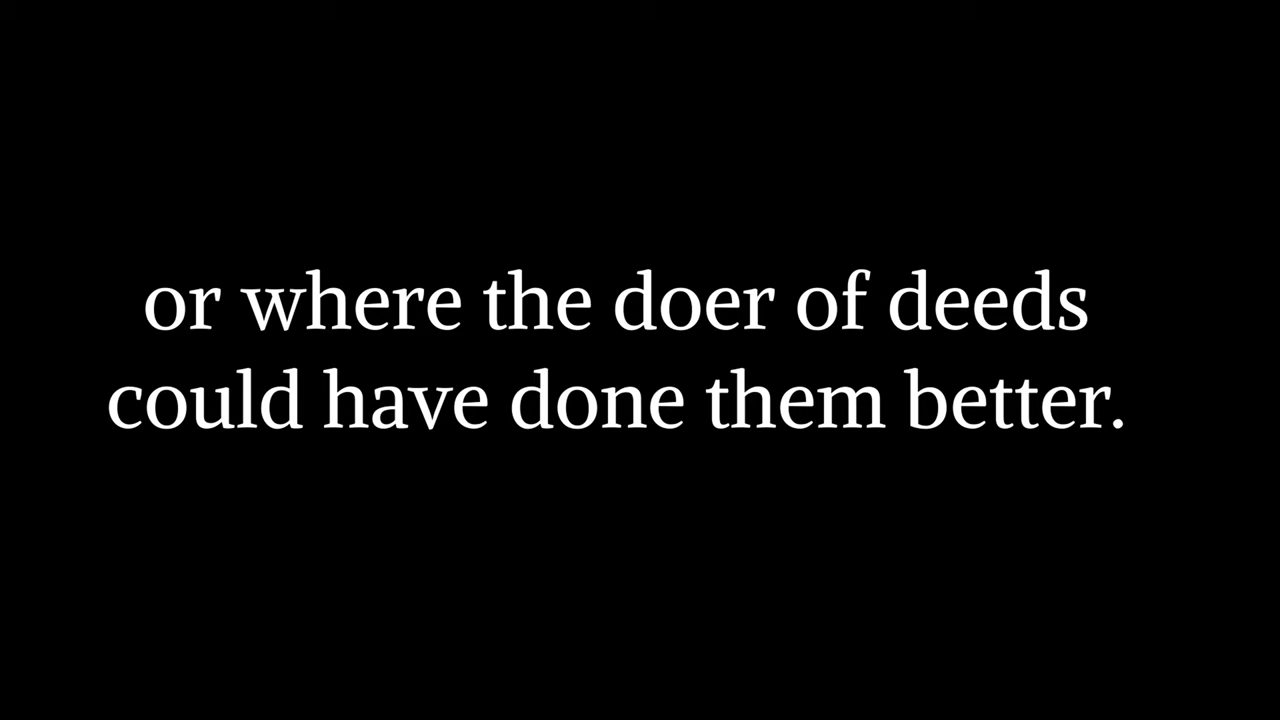 or where the doer of deeds
could have done them better.